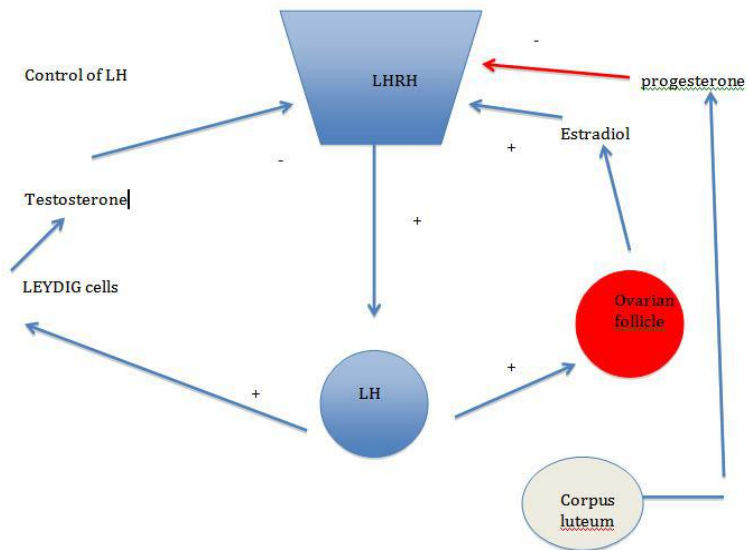 -
Control of LH
LHRH
progesterone
Estradiol
+
-
Testosterone
+
LEYDIG cells
Ovarian
follicle
+
+
LH
Corpus
luteum